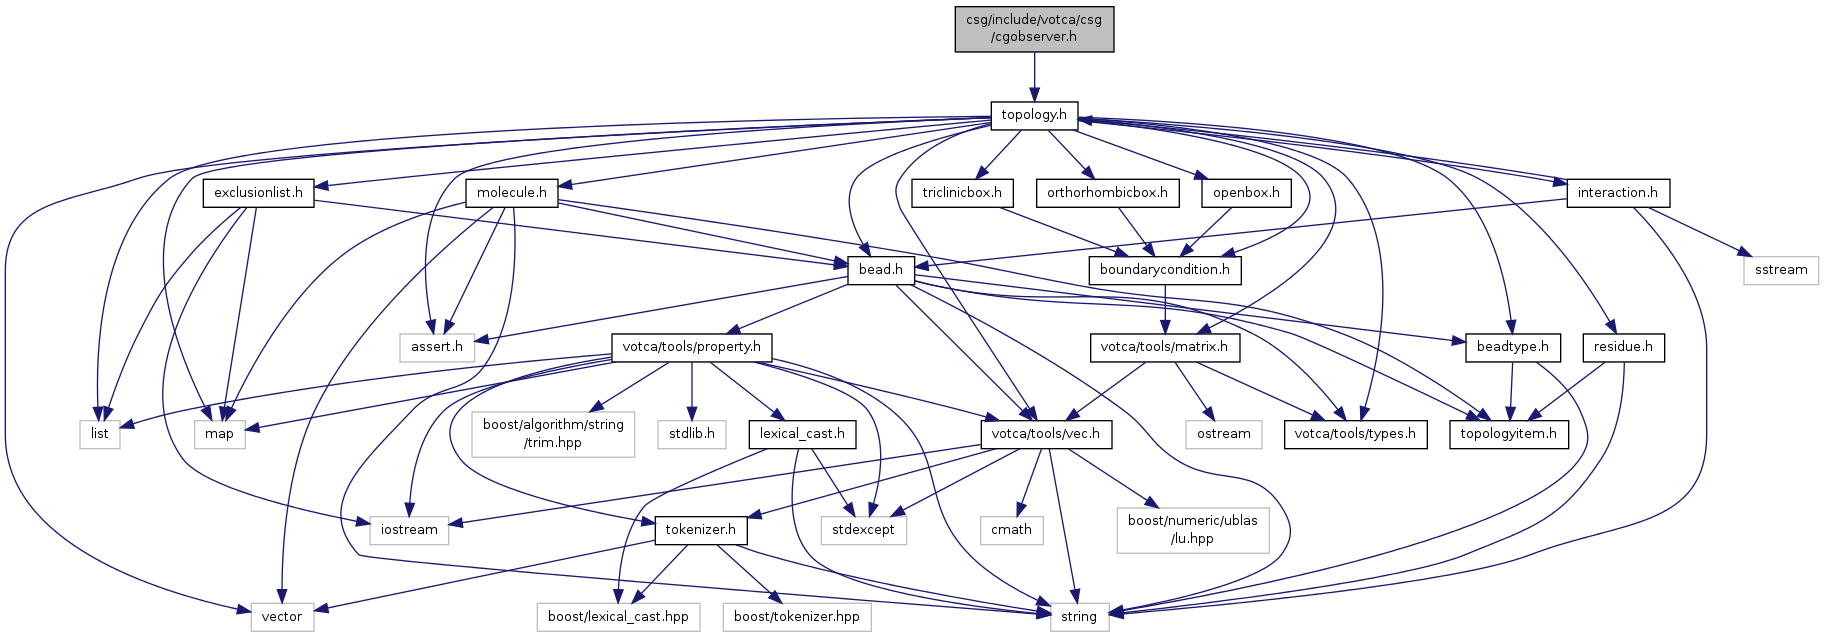 csg/include/votca/csg
/cgobserver.h
topology.h
exclusionlist.h
molecule.h
triclinicbox.h
orthorhombicbox.h
openbox.h
interaction.h
bead.h
boundarycondition.h
sstream
assert.h
votca/tools/property.h
votca/tools/matrix.h
beadtype.h
residue.h
list
map
boost/algorithm/string
/trim.hpp
stdlib.h
lexical_cast.h
votca/tools/vec.h
ostream
votca/tools/types.h
topologyitem.h
iostream
tokenizer.h
stdexcept
cmath
boost/numeric/ublas
/lu.hpp
vector
boost/lexical_cast.hpp
boost/tokenizer.hpp
string